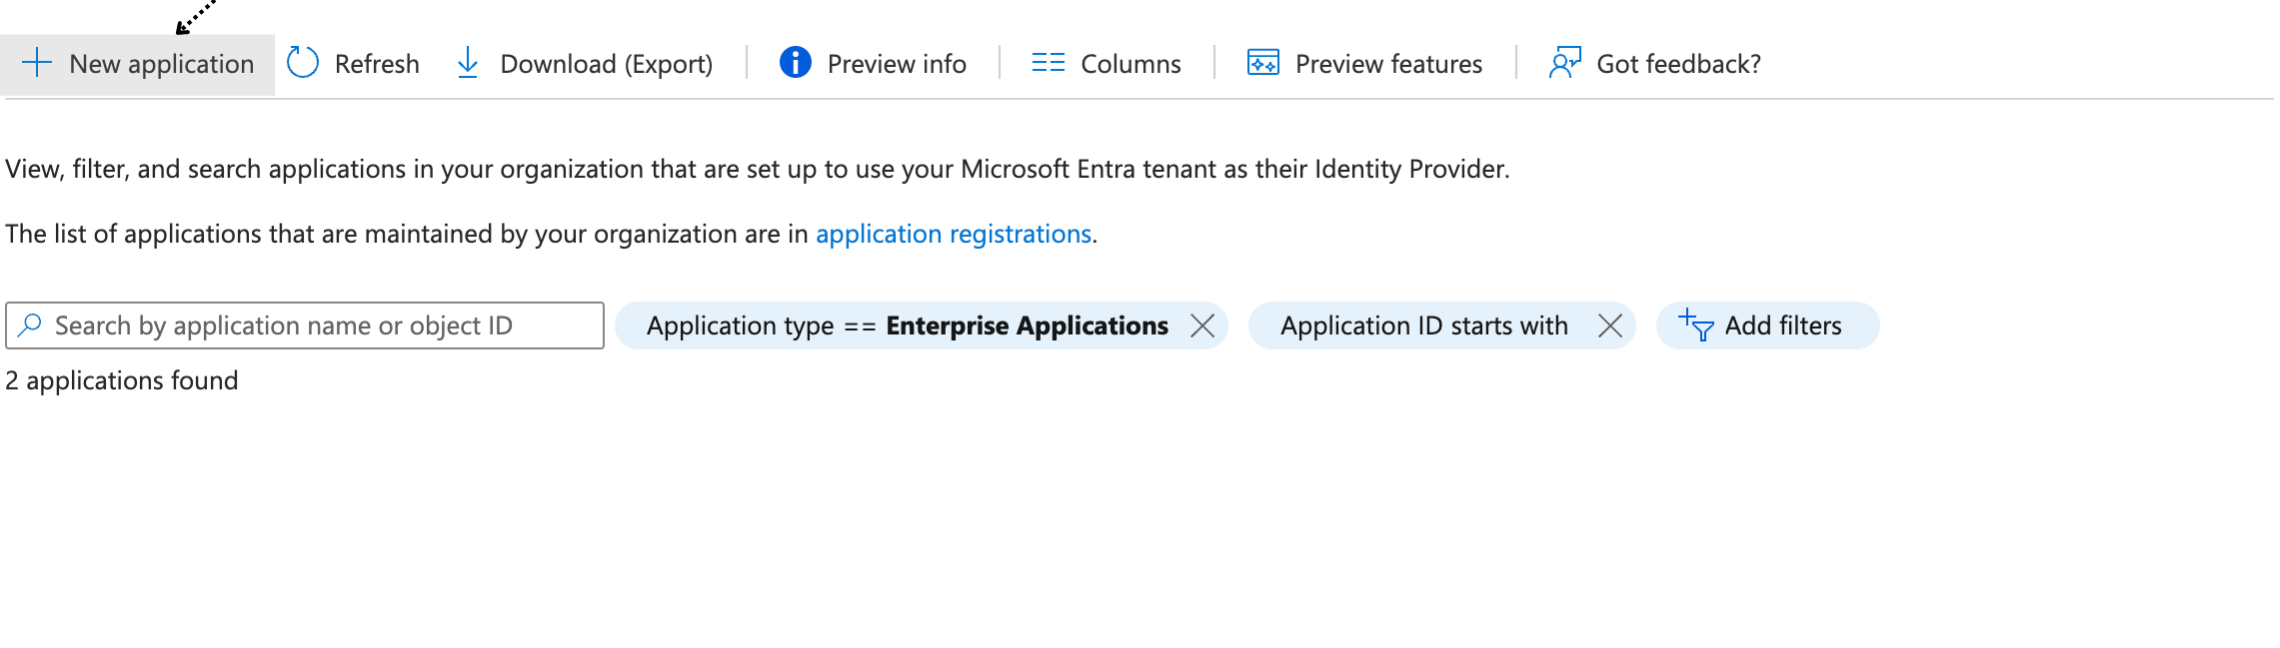 New application Refresh Download (Export) Preview info Columns Preview features Got feedback?
View, filter, and search applications in your organization that are set up to use your Microsoft Entra tenant as their Identity Provider.
The list of applications that are maintained by your organization are in application registrations.
Search by application name or object ID Application type == Enterprise Applications Application ID starts with Add filters
2 applications found